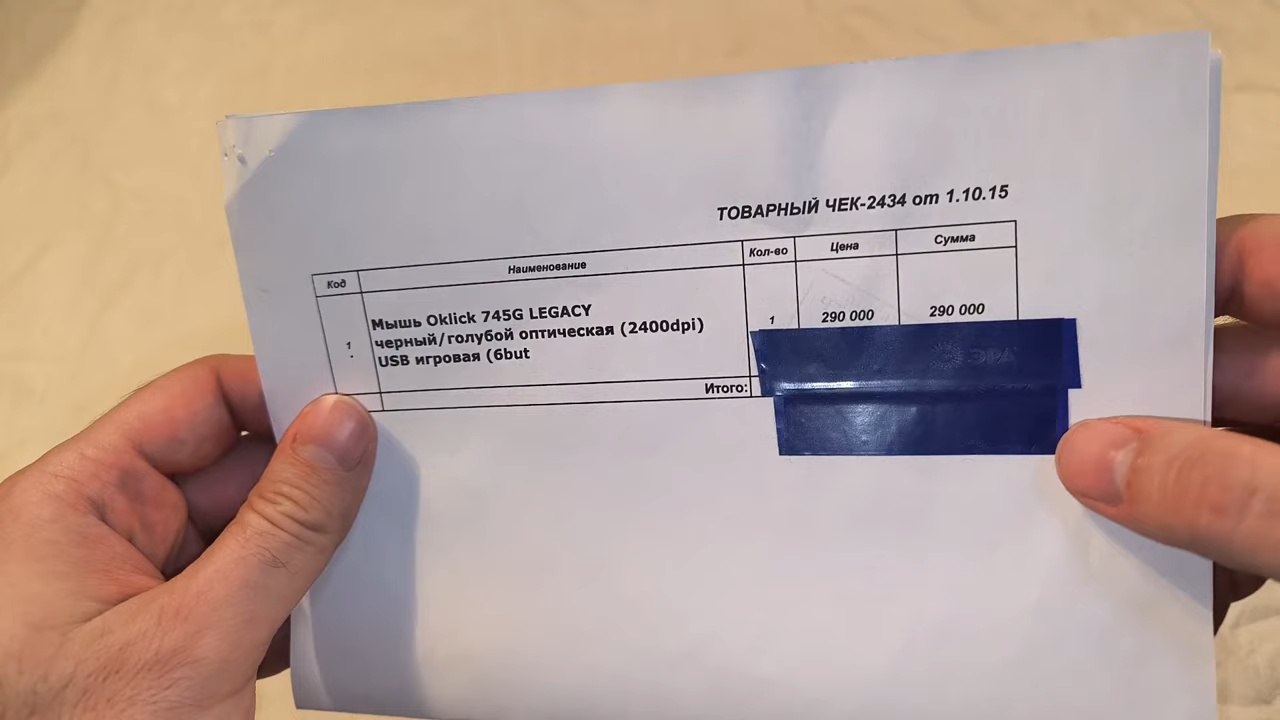 ТОВАРНЫЙ ЧЕК-2434 от 1.10.15
Код Наименование Кол-во Цена Сумма
1 Мышь Oklick 745G LEGACY 1 290 000 290 000
черный/голубой оптическая (2400dpi)
USB игровая (6but
Итого: